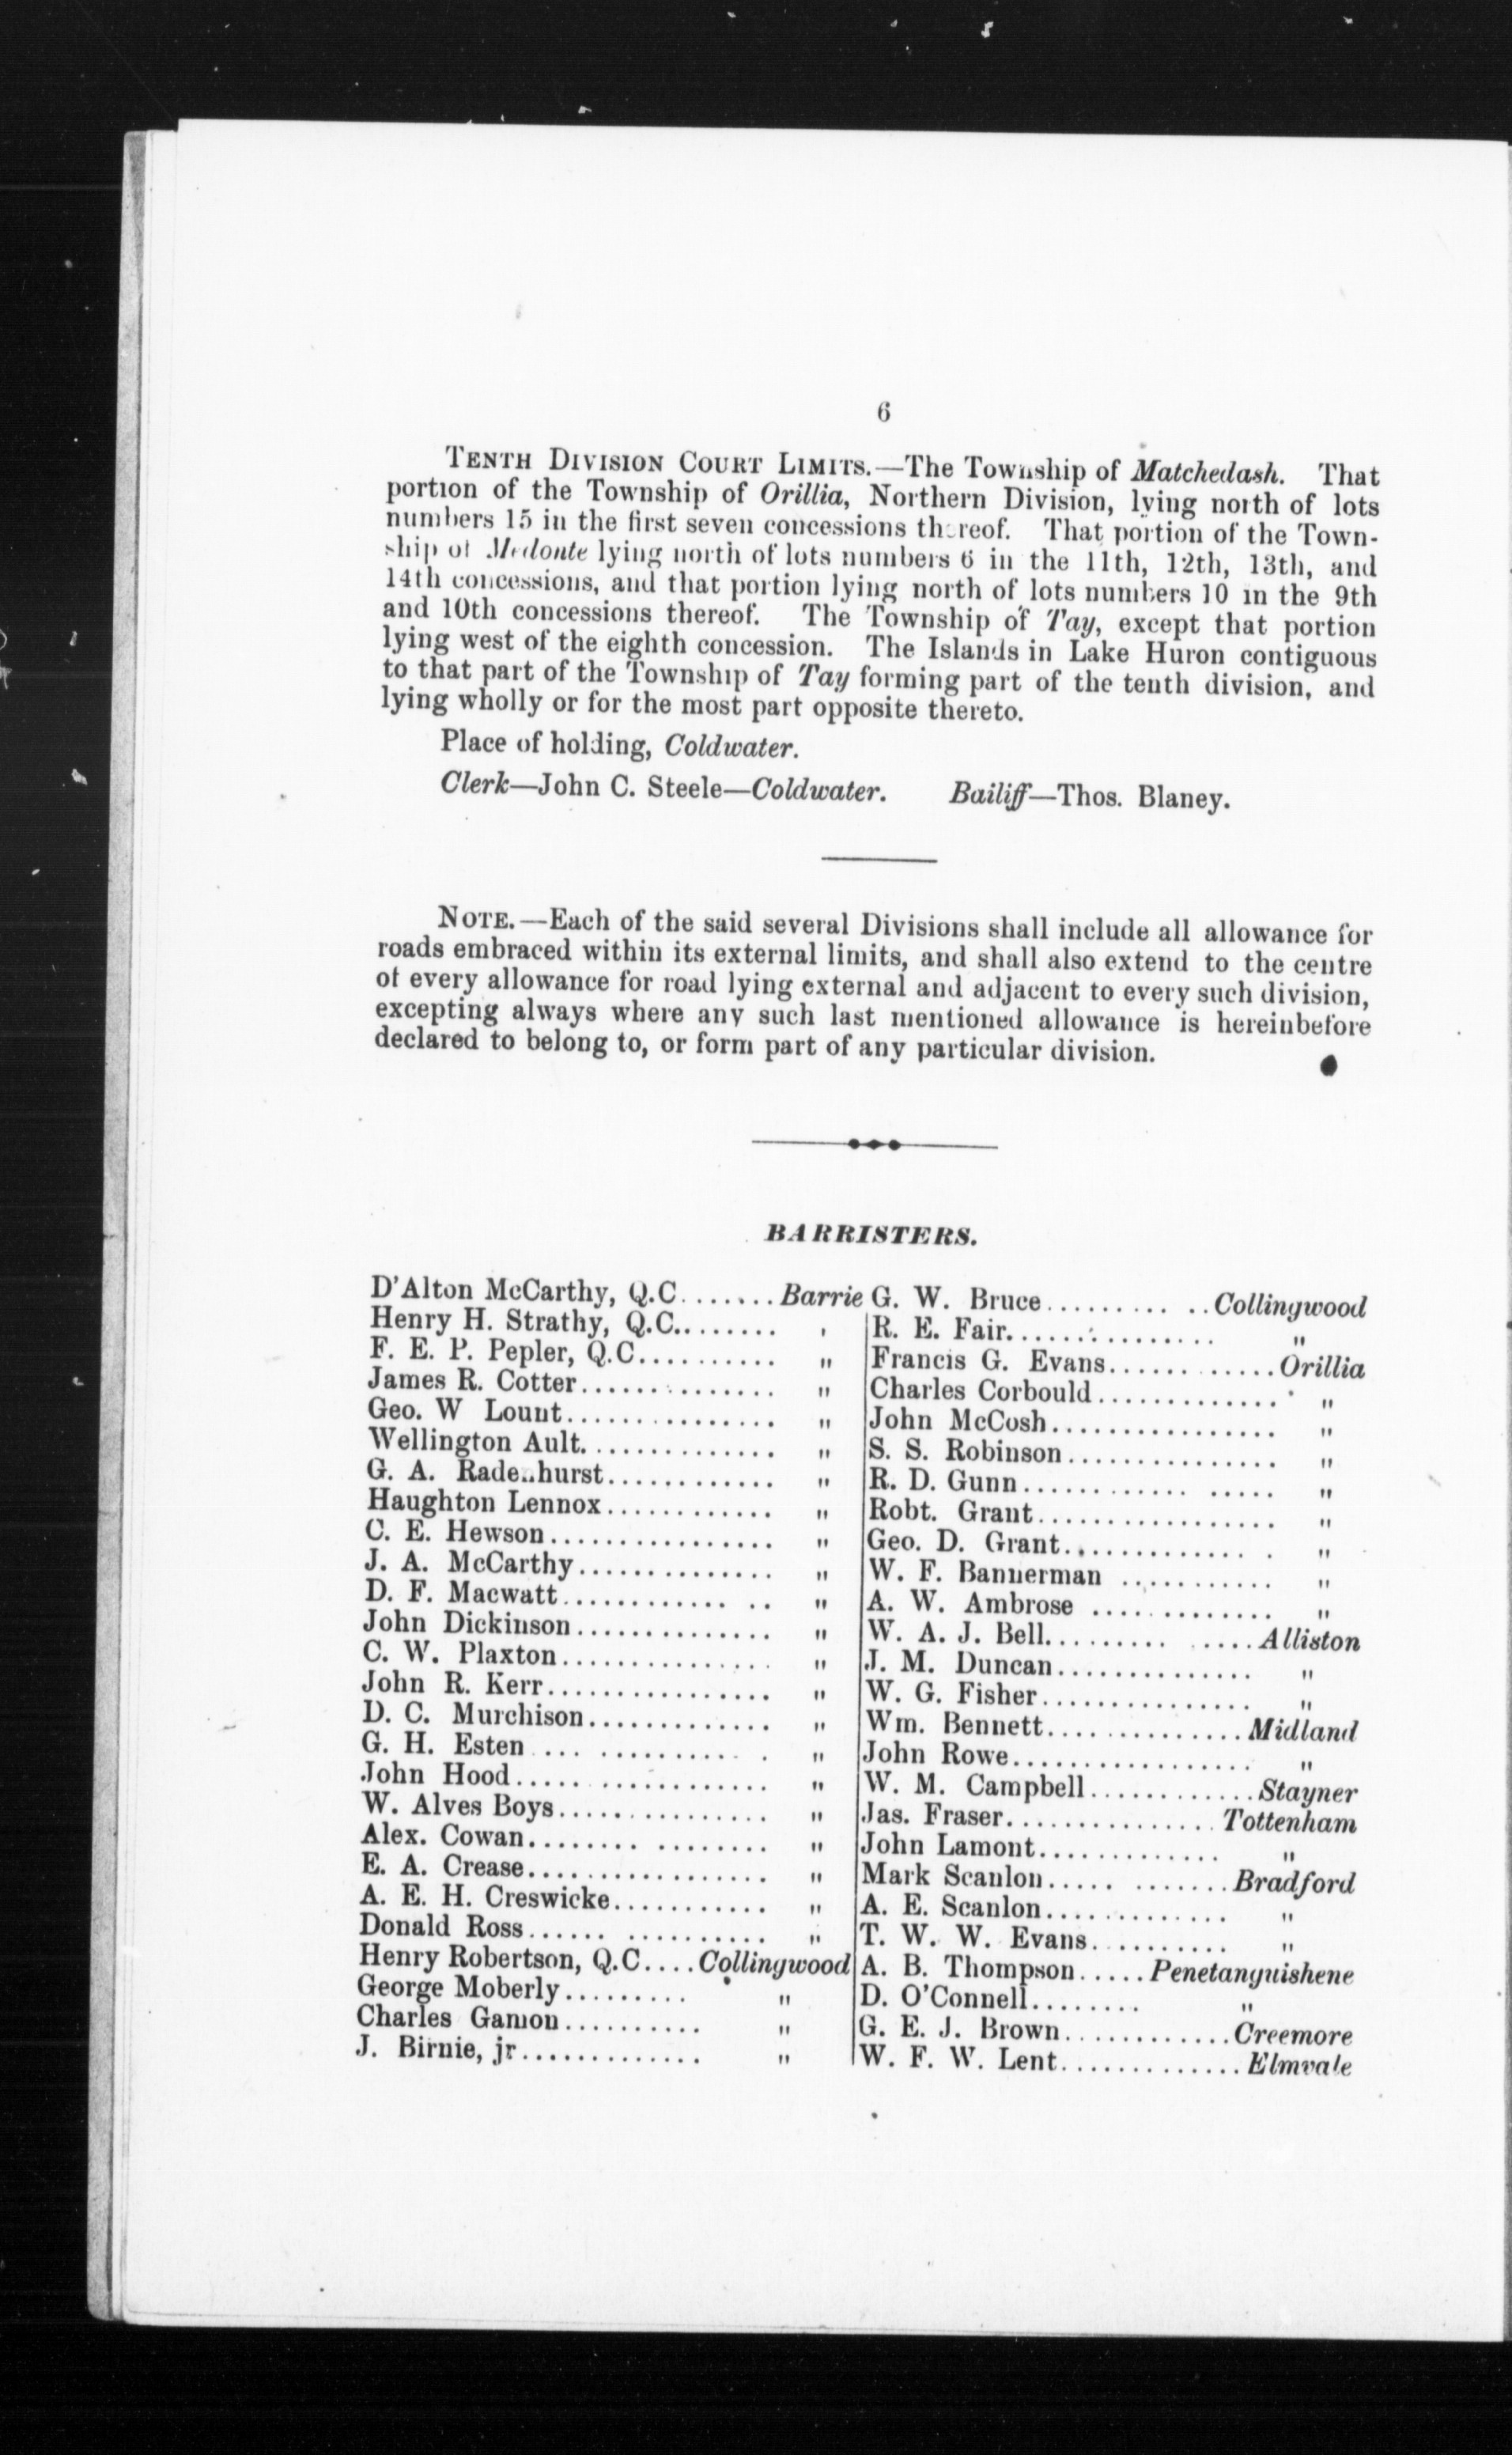 6
TENTH DIVISION COURT LIMITS.—The Township of Matchedash. That
portion of the Township of Orillia, Northern Division, lying north of lots
numbers 15 in the first seven concessions thereof. That portion of the Town-
ship of Medonte lying north of lots numbers 6 in the 11th, 12th, 13th, and
14th concessions, and that portion lying north of lots numbers 10 in the 9th
and 10th concessions thereof. The Township of Tay, except that portion
lying west of the eighth concession. The Islands in Lake Huron contiguous
to that part of the Township of Tay forming part of the tenth division, and
lying wholly or for the most part opposite thereto.
Place of holding, Coldwater.
Clerk—John C. Steele—Coldwater. Bailiff—Thos. Blaney.
NOTE.—Each of the said several Divisions shall include all allowance for
roads embraced within its external limits, and shall also extend to the centre
of every allowance for road lying external and adjacent to every such division,
excepting always where any such last mentioned allowance is hereinbefore
declared to belong to, or form part of any particular division.
BARRISTERS.
D'Alton McCarthy, Q.C.......Barrie
Henry H. Strathy, Q.C......... "
F. E. P. Pepler, Q.C.......... "
James R. Cotter.............. "
Geo. W Lount............... "
Wellington Ault.............. "
G. A. Radenhurst............ "
Haughton Lennox............ "
C. E. Hewson................ "
J. A. McCarthy.............. "
D. F. Macwatt............ .. "
John Dickinson.............. "
C. W. Plaxton............... "
John R. Kerr................ "
D. C. Murchison............. "
G. H. Esten .... ............ . "
John Hood.................. "
W. Alves Boys............... "
Alex. Cowan........ ......... "
E. A. Crease................. "
A. E. H. Creswicke........... "
Donald Ross...... .......... "
Henry Robertson, Q.C....Collingwood
George Moberly......... "
Charles Gamon.......... "
J. Birnie, jr............. "
G. W. Bruce.......... ..Collingwood
R. E. Fair............... "
Francis G. Evans............Orillia
Charles Corbould.............. "
John McCosh................ "
S. S. Robinson............... "
R. D. Gunn............ ..... "
Robt. Grant................. "
Geo. D. Grant.............. . "
W. F. Bannerman ........... "
A. W. Ambrose ............. "
W. A. J. Bell......... .....Alliston
J. M. Duncan.............. "
W. G. Fisher............... "
Wm. Bennett..............Midland
John Rowe................. "
W. M. Campbell............Stayner
Jas. Fraser...............Tottenham
John Lamont............. "
Mark Scanlon..... .......Bradford
A. E. Scanlon............. "
T. W. W. Evans.......... "
A. B. Thompson.....Penetanguishene
D. O'Connell........ "
G. E. J. Brown............Creemore
W. F. W. Lent.............Elmvale